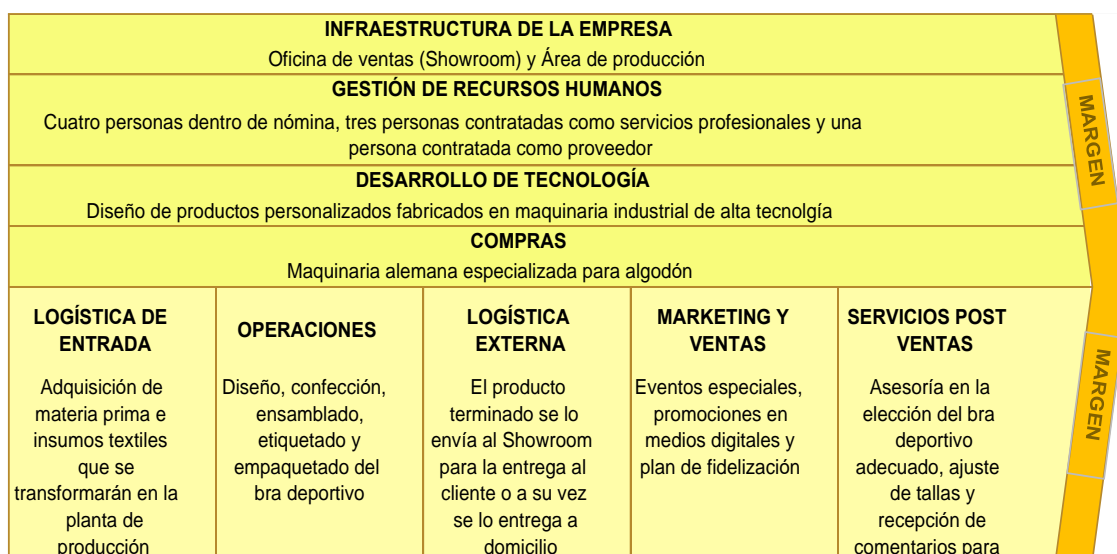 INFRAESTRUCTURA DE LA EMPRESA
Oficina de ventas (Showroom) y Área de producción
GESTIÓN DE RECURSOS HUMANOS
Cuatro personas dentro de nómina, tres personas contratadas como servicios profesionales y una
persona contratada como proveedor
DESARROLLO DE TECNOLOGÍA
Diseño de productos personalizados fabricados en maquinaria industrial de alta tecnolgía
COMPRAS
Maquinaria alemana especializada para algodón
MARGEN
LOGÍSTICA DE
ENTRADA
Adquisición de
materia prima e
insumos textiles
que se
transformarán en la
planta de
producción
OPERACIONES
Diseño, confección,
ensamblado,
etiquetado y
empaquetado del
bra deportivo
LOGÍSTICA
EXTERNA
El producto
terminado se lo
envía al Showroom
para la entrega al
cliente o a su vez
se lo entrega a
domicilio
MARKETING Y
VENTAS
Eventos especiales,
promociones en
medios digitales y
plan de fidelización
SERVICIOS POST
VENTAS
Asesoría en la
elección del bra
deportivo
adecuado, ajuste
de tallas y
recepción de
comentarios para
MARGEN